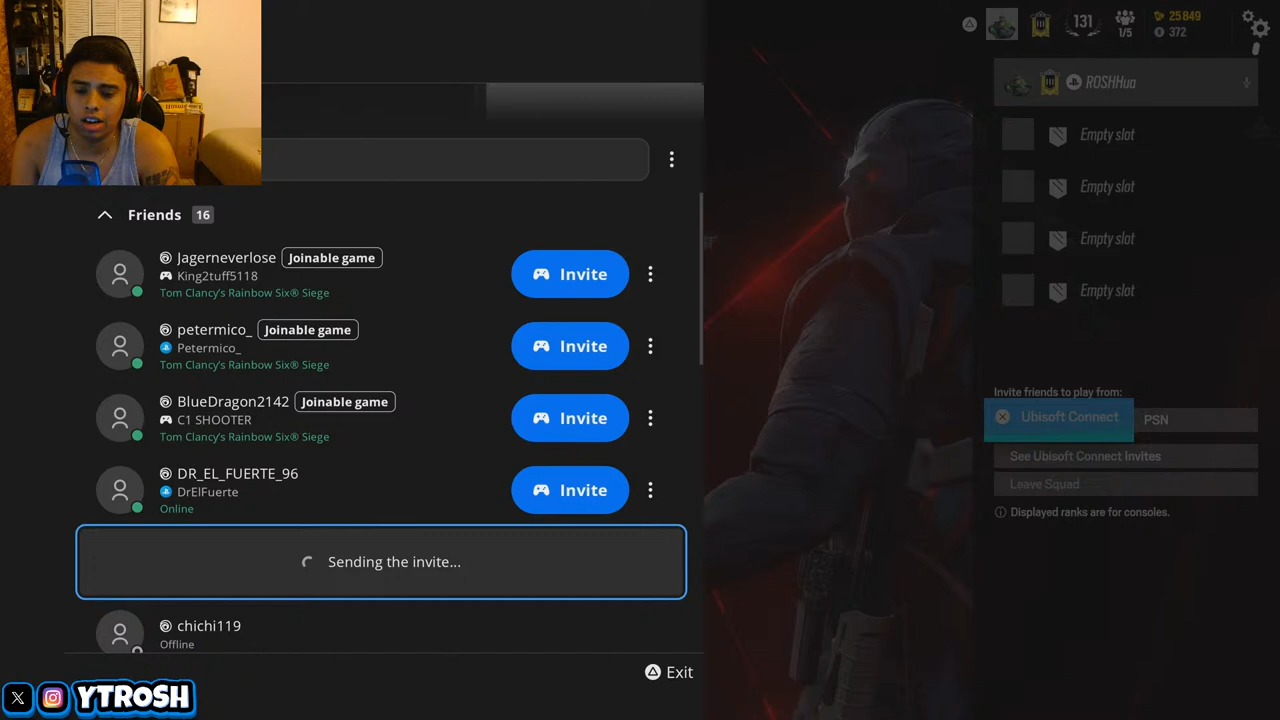 131
1/5
25 849
372
ROSHHua
Empty slot
Empty slot
Empty slot
Empty slot
Friends 16
Jagerneverlose Joinable game
King2tuff5118
Tom Clancy's Rainbow Six® Siege
Invite
petermico_ Joinable game
Petermico_
Tom Clancy's Rainbow Six® Siege
Invite
BlueDragon2142 Joinable game
C1 SHOOTER
Tom Clancy's Rainbow Six® Siege
Invite
DR_EL_FUERTE_96
DrElFuerte
Online
Invite
Sending the invite...
chichi119
Offline
Exit
Invite friends to play from:
Ubisoft Connect PSN
See Ubisoft Connect Invites
Leave Squad
Displayed ranks are for consoles.
YTROSH